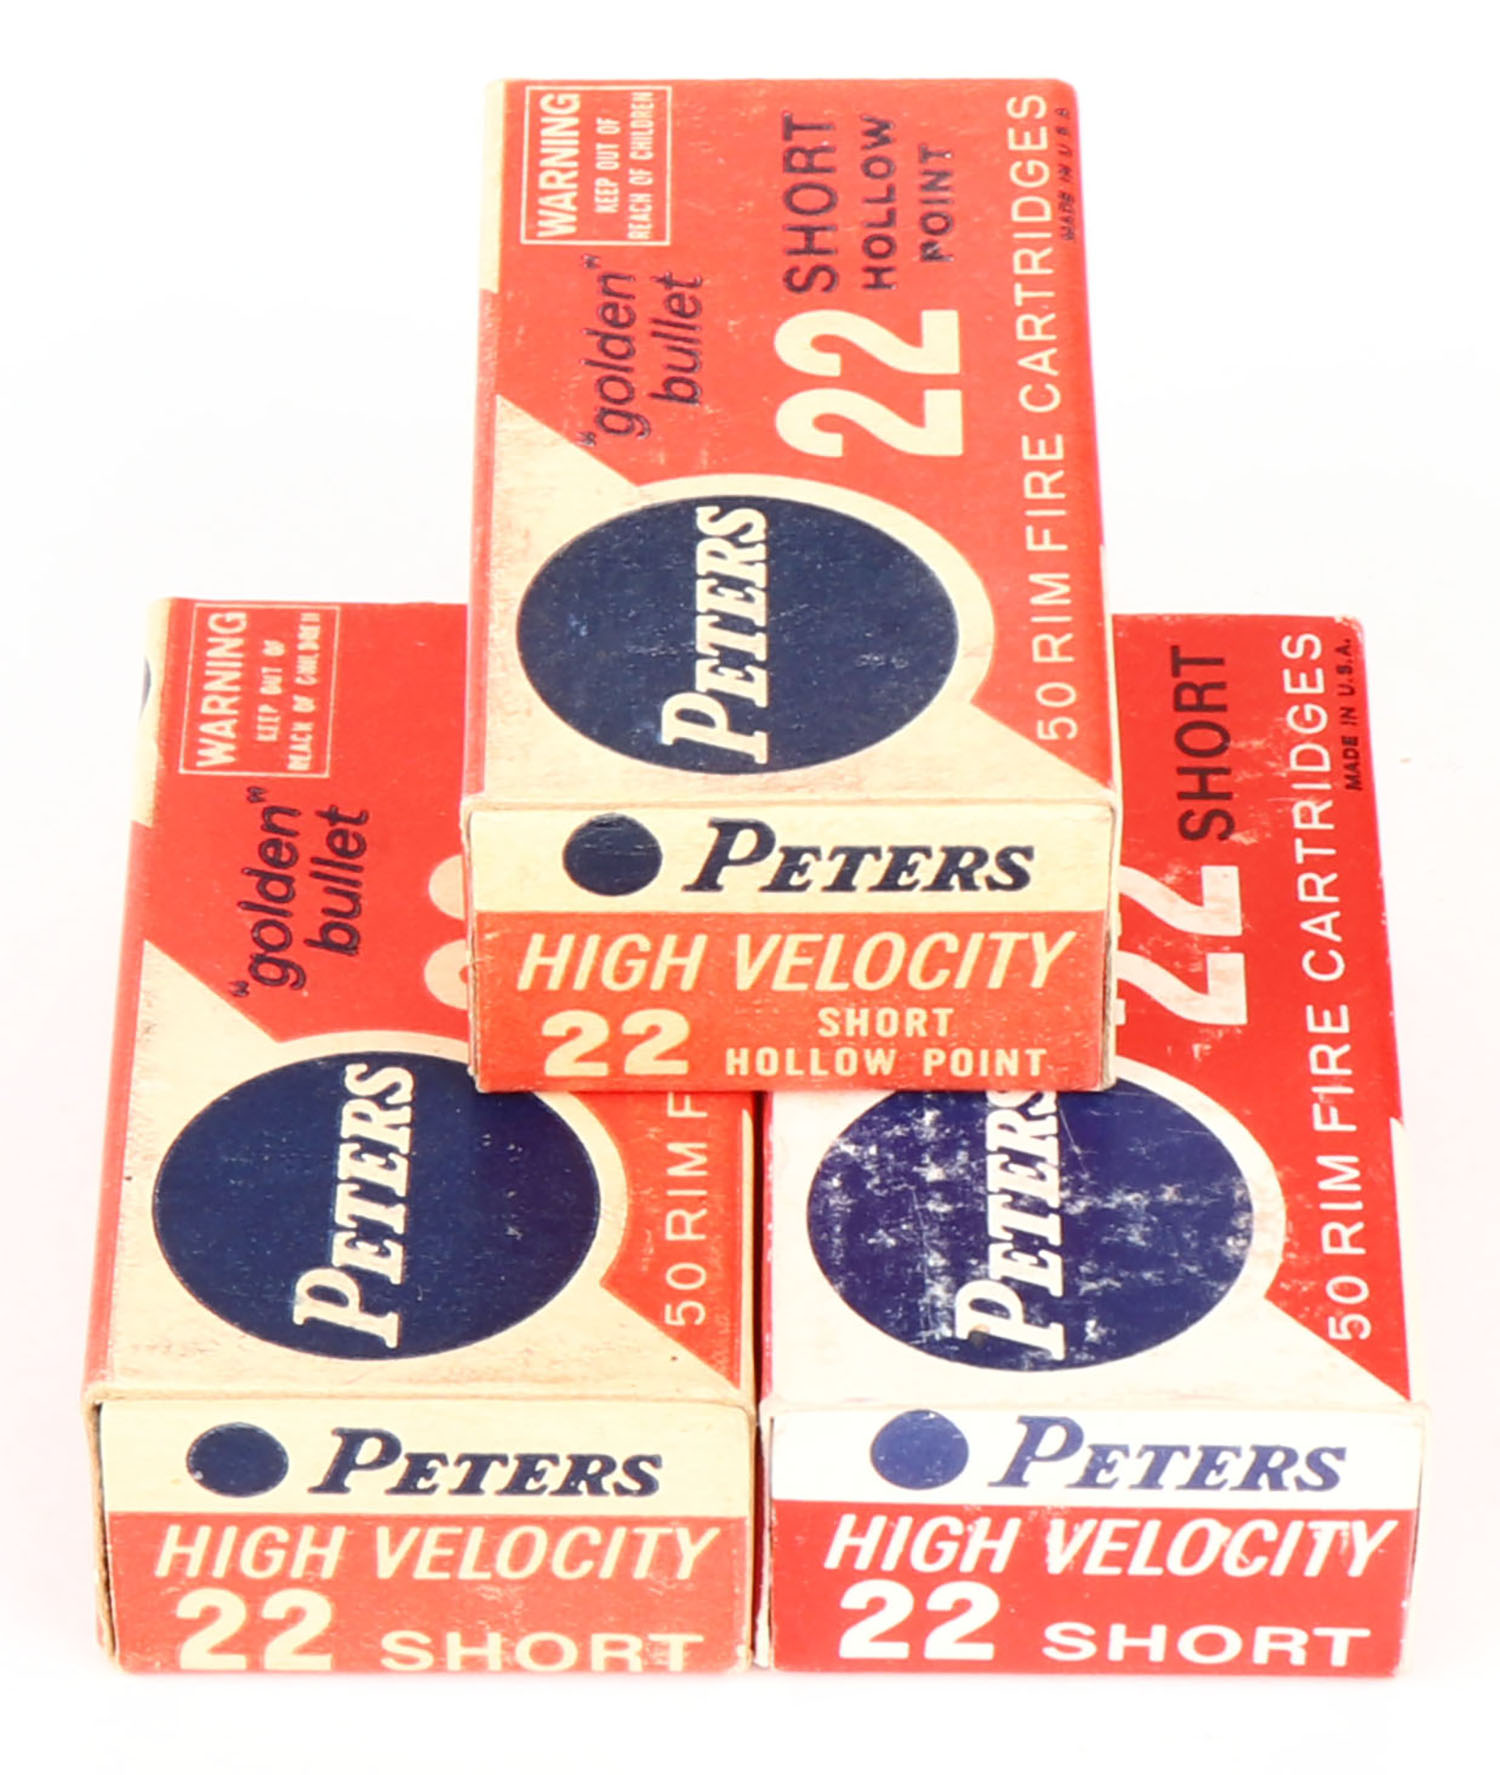 WARNING
KEEP OUT OF
REACH OF CHILDREN
"golden"
bullet
22 SHORT
HOLLOW
POINT
50 RIM FIRE CARTRIDGES
MADE IN U.S.A
PETERS
PETERS
HIGH VELOCITY
22 SHORT
HOLLOW POINT
WARNING
KEEP OUT OF
REACH OF CHILDREN
"golden"
bullet
50 RIM F
PETERS
PETERS
HIGH VELOCITY
22 SHORT
22 SHORT
50 RIM FIRE CARTRIDGES
MADE IN U.S.A.
PETERS
PETERS
HIGH VELOCITY
22 SHORT